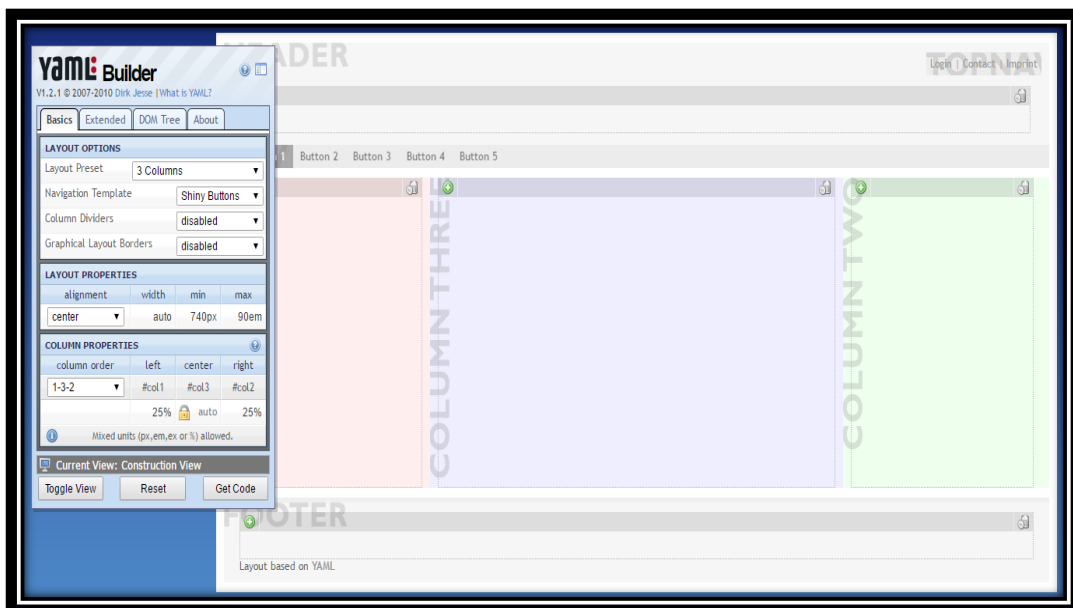 YamL Builder
V1.2.1 © 2007-2010 Dirk Jesse | What is YAML?
Basics Extended DOM Tree About
LAYOUT OPTIONS
Layout Preset 3 Columns
Navigation Template Shiny Buttons
Column Dividers disabled
Graphical Layout Borders disabled
LAYOUT PROPERTIES
alignment width min max
center auto 740px 90em
COLUMN PROPERTIES
column order left center right
1-3-2 #col1 #col3 #col2
25% auto 25%
Mixed units (px,em,ex or %) allowed.
Current View: Construction View
Toggle View Reset Get Code
TOPNAV
Login | Contact | Imprint
1 Button 2 Button 3 Button 4 Button 5
COLUMN THREE
COLUMN TWO
FOOTER
Layout based on YAML